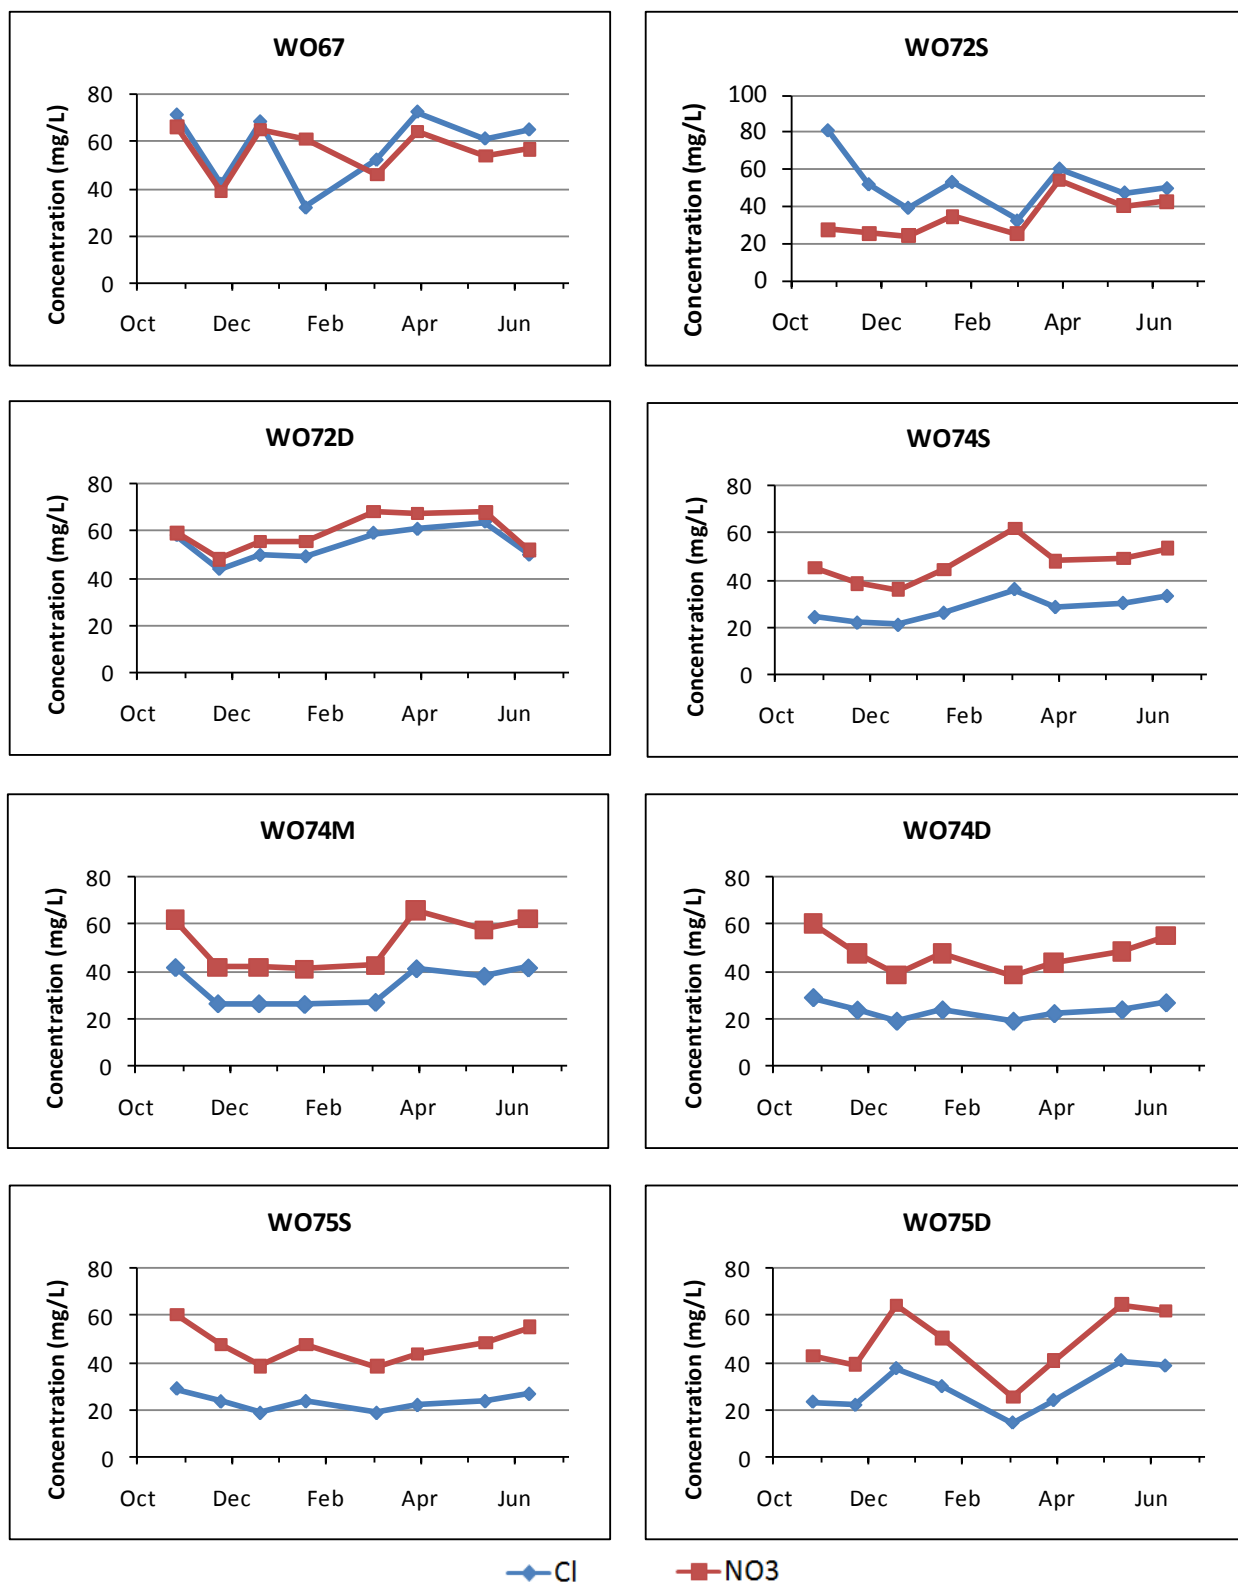 WO67
Concentration (mg/L)
80
60
40
20
0
Oct Dec Feb Apr Jun
WO72S
Concentration (mg/L)
100
80
60
40
20
0
Oct Dec Feb Apr Jun
WO72D
Concentration (mg/L)
80
60
40
20
0
Oct Dec Feb Apr Jun
WO74S
Concentration (mg/L)
80
60
40
20
0
Oct Dec Feb Apr Jun
WO74M
Concentration (mg/L)
80
60
40
20
0
Oct Dec Feb Apr Jun
WO74D
Concentration (mg/L)
80
60
40
20
0
Oct Dec Feb Apr Jun
WO75S
Concentration (mg/L)
80
60
40
20
0
Oct Dec Feb Apr Jun
WO75D
Concentration (mg/L)
80
60
40
20
0
Oct Dec Feb Apr Jun
Cl NO3